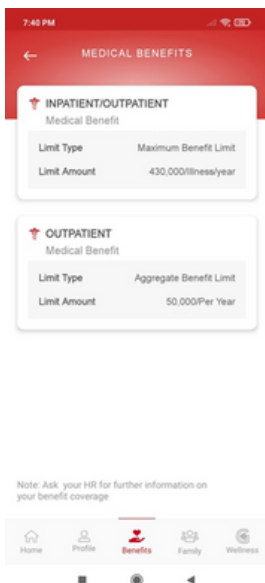 7:40 PM
MEDICAL BENEFITS
INPATIENT/OUTPATIENT
Medical Benefit
Limit Type Maximum Benefit Limit
Limit Amount 430,000/Illness/year
OUTPATIENT
Medical Benefit
Limit Type Aggregate Benefit Limit
Limit Amount 50,000/Per Year
Note: Ask your HR for further information on
your benefit coverage
Home Profile Benefits Family Wellness